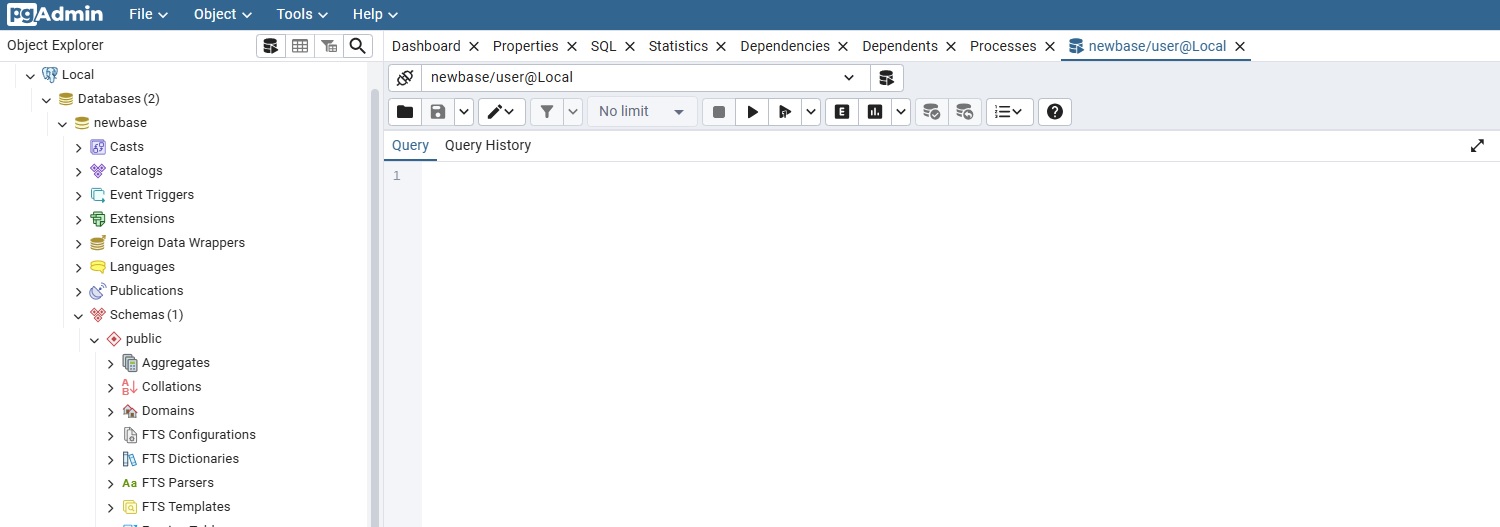 pgAdmin File Object Tools Help
Object Explorer
Dashboard Properties SQL Statistics Dependencies Dependents Processes newbase/user@Local
Local
newbase/user@Local
Databases (2)
No limit
newbase
Casts
Query Query History
Catalogs
1
Event Triggers
Extensions
Foreign Data Wrappers
Languages
Publications
Schemas (1)
public
Aggregates
Collations
Domains
FTS Configurations
FTS Dictionaries
Aa FTS Parsers
FTS Templates